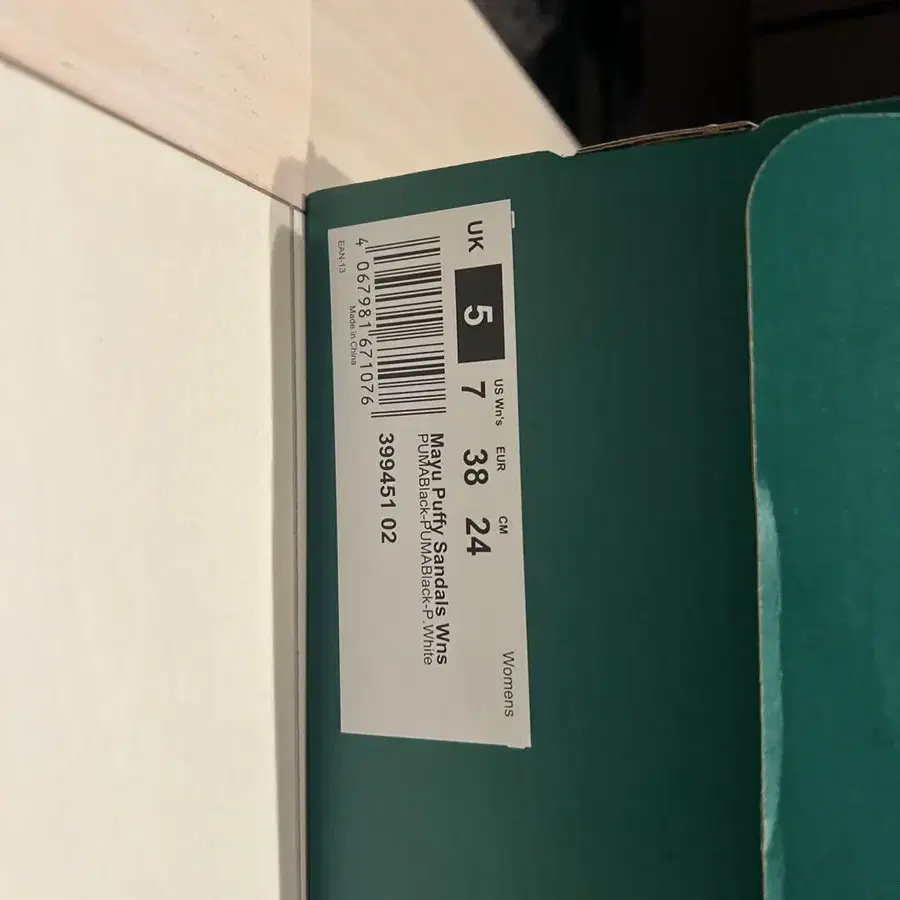 Womens
UK 5
US Wn's 7
EUR 38
CM 24
Mayu Puffy Sandals Wns
PUMABlack-PUMABlack-P.White
399451 02
4 067981 671076
EAN-13
Made in China